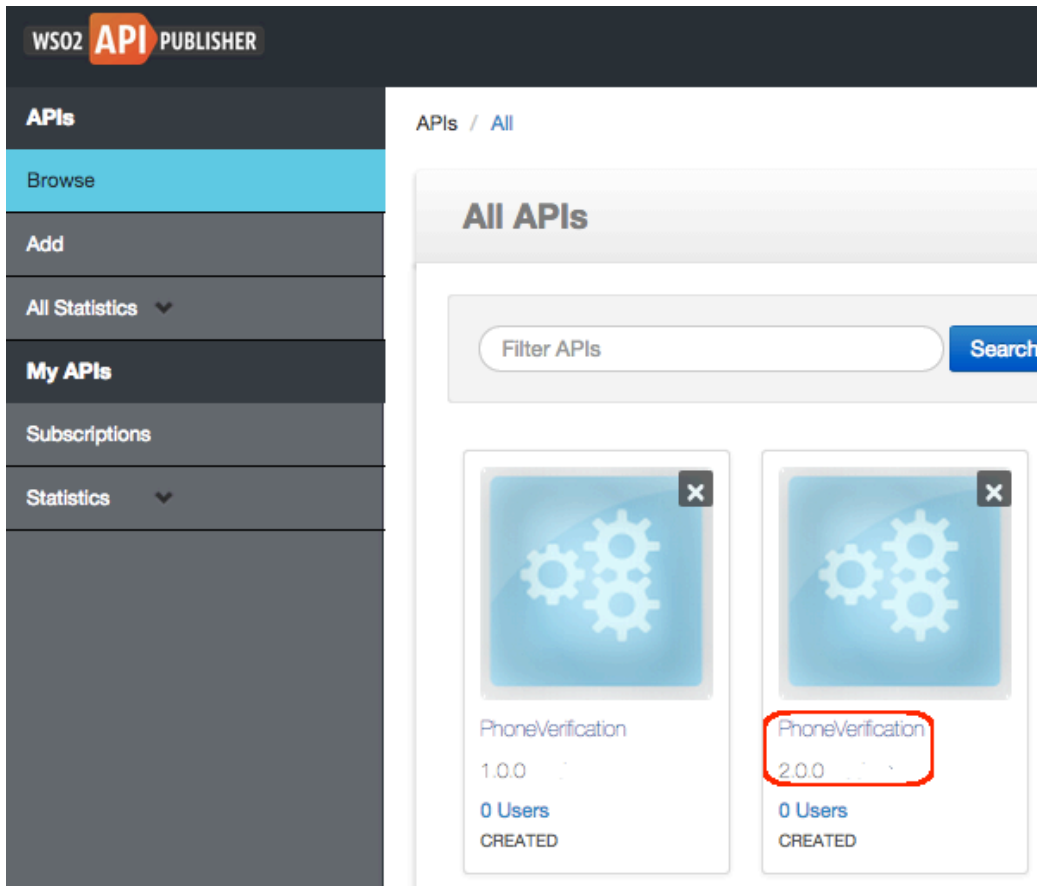 WSO2 API PUBLISHER
APIs
Browse
Add
All Statistics
My APIs
Subscriptions
Statistics
APIs / All
All APIs
Filter APIs
Search
PhoneVerification
1.0.0
0 Users
CREATED
PhoneVerification
2.0.0
0 Users
CREATED